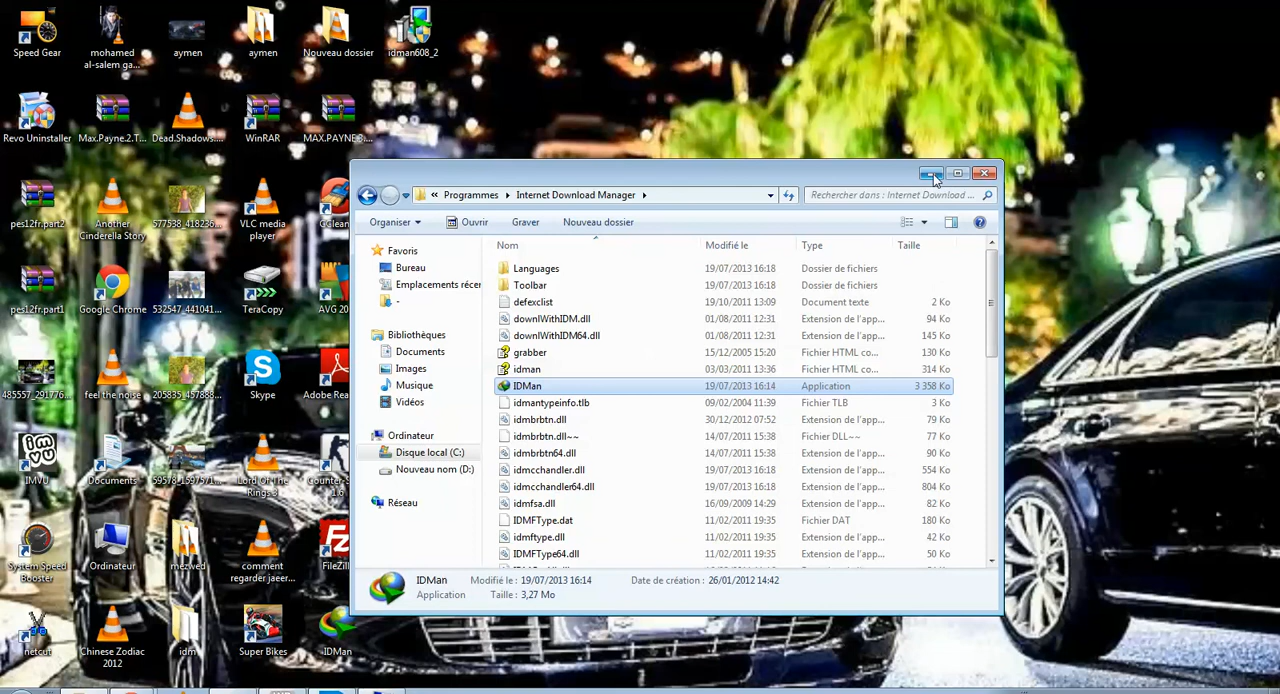 Speed Gear
mohamed
al-salem ga...
aymen
aymen
Nouveau dossier
idman608_2
Revo Uninstaller
Max.Payne.2.T...
Dead.Shadows....
WinRAR
MAX.PAYNE.3....
pes12fr.part2
Another
Cinderella Story
577538_418236...
VLC media
player
CClean
pes12fr.part1
Google Chrome
532547_441041...
TeraCopy
AVG 20
485557_291776...
feel the noise
205835_457888...
Skype
Adobe Rea
IMVU
Documents
59578_1597571...
Lord Of The
Rings 3
Counter-S
1.6
System Speed
Booster
Ordinateur
mezwed
comment
regarder jaeer...
FileZill
netcut
Chinese Zodiac
2012
idm
Super Bikes
IDMan
« Programmes Internet Download Manager
Rechercher dans : Internet Download ...
Organiser Ouvrir Graver Nouveau dossier
Favoris
Bureau
Emplacements récer
-
Bibliothèques
Documents
Images
Musique
Vidéos
Ordinateur
Disque local (C:)
Nouveau nom (D:)
Réseau
Nom Modifié le Type Taille
Languages 19/07/2013 16:18 Dossier de fichiers
Toolbar 19/07/2013 16:18 Dossier de fichiers
defexclist 19/10/2011 13:09 Document texte 2 Ko
downlWithIDM.dll 01/08/2011 12:31 Extension de l'app... 94 Ko
downlWithIDM64.dll 01/08/2011 12:31 Extension de l'app... 145 Ko
grabber 15/12/2005 15:20 Fichier HTML co... 130 Ko
idman 03/03/2011 13:36 Fichier HTML co... 314 Ko
IDMan 19/07/2013 16:14 Application 3 358 Ko
idmantypeinfo.tlb 09/02/2004 11:39 Fichier TLB 3 Ko
idmbrbtn.dll 30/12/2012 07:52 Extension de l'app... 79 Ko
idmbrbtn.dll~~ 14/07/2011 15:38 Fichier DLL~~ 77 Ko
idmbrbtn64.dll 14/07/2011 15:38 Extension de l'app... 90 Ko
idmcchandler.dll 19/07/2013 16:18 Extension de l'app... 554 Ko
idmcchandler64.dll 19/07/2013 16:18 Extension de l'app... 804 Ko
idmfsa.dll 16/09/2009 14:29 Extension de l'app... 82 Ko
IDMFType.dat 11/02/2011 19:35 Fichier DAT 180 Ko
idmftype.dll 11/02/2011 19:35 Extension de l'app... 42 Ko
IDMFType64.dll 11/02/2011 19:35 Extension de l'app... 50 Ko
IDMan Modifié le : 19/07/2013 16:14 Date de création : 26/01/2012 14:42
Application Taille : 3,27 Mo